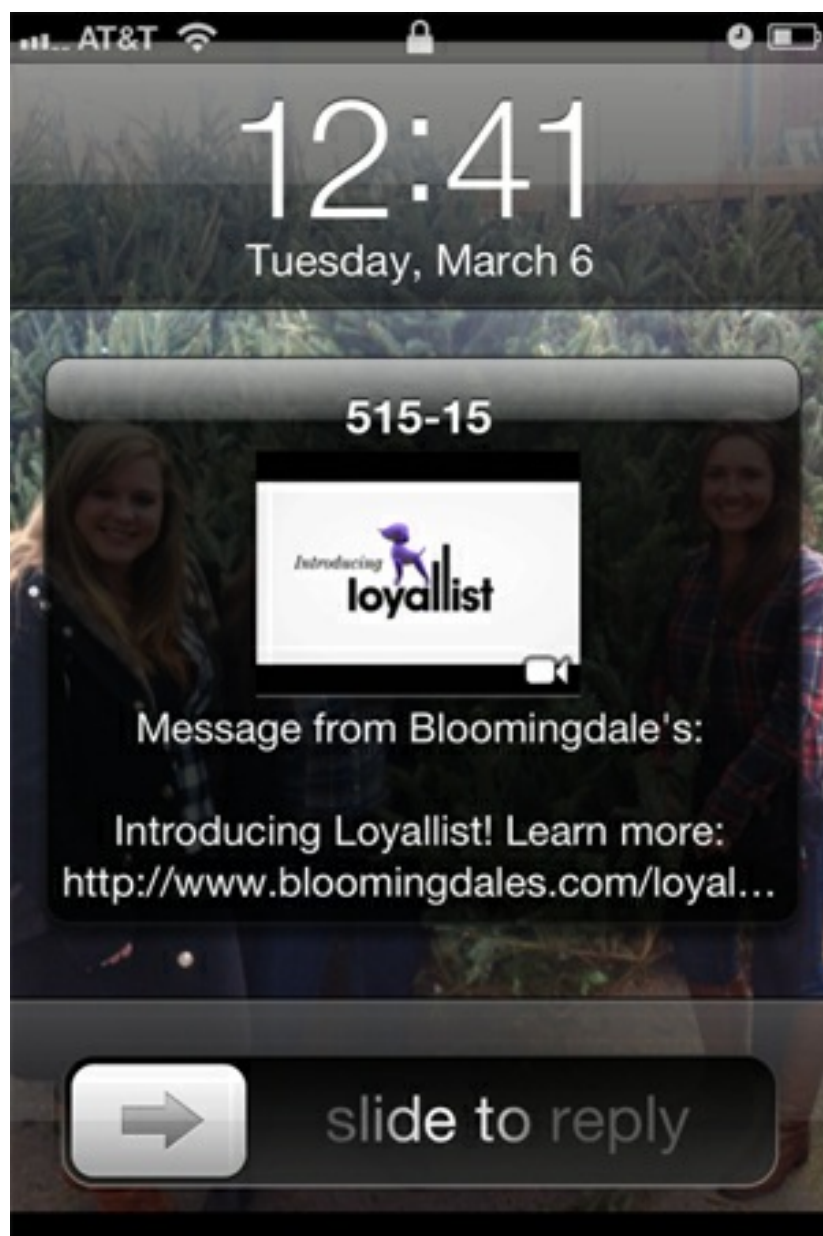 AT&T
12:41
Tuesday, March 6
515-15
Introducing
loyallist
Message from Bloomingdale's:
Introducing Loyallist! Learn more:
http://www.bloomingdales.com/loyal...
slide to reply